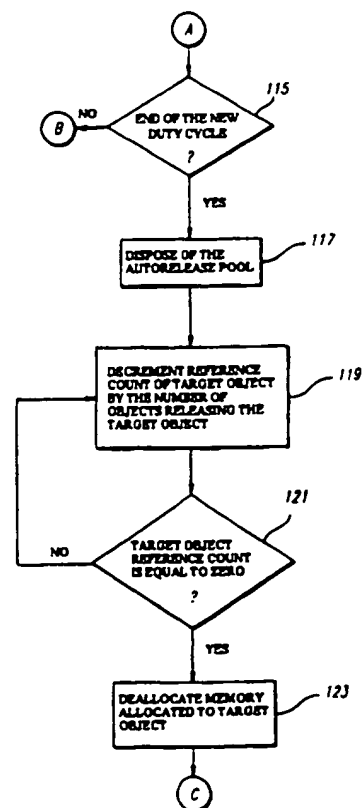 A
115
END OF THE NEW
DUTY CYCLE
?
NO
B
YES
117
DISPOSE OF THE
AUTORELEASE POOL
DECREMENT REFERENCE
COUNT OF TARGET OBJECT
BY THE NUMBER OF
OBJECTS RELEASING THE
TARGET OBJECT
119
121
TARGET OBJECT
REFERENCE COUNT
IS EQUAL TO ZERO
?
NO
YES
123
DEALLOCATE MEMORY
ALLOCATED TO TARGET
OBJECT
C